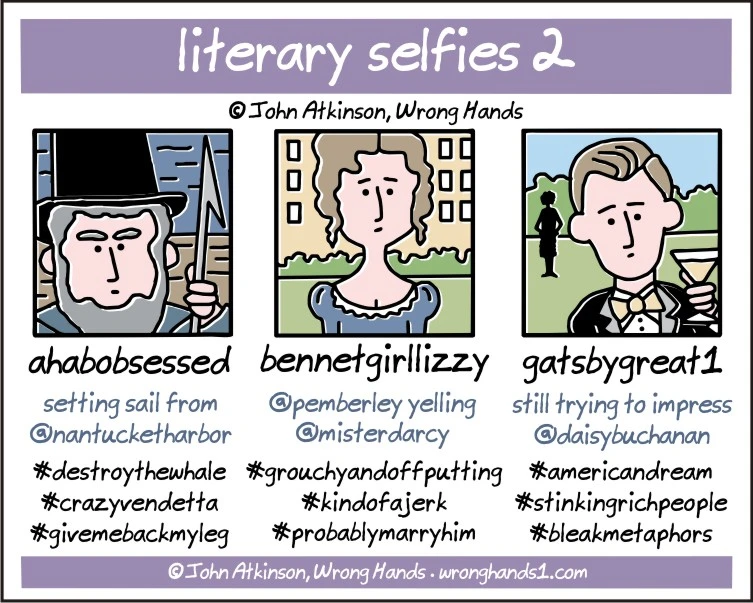 literary selfies 2
© John Atkinson, Wrong Hands
ahabobsessed
setting sail from
@nantucketharbor
#destroythewhale
#crazyvendetta
#givemebackmyleg
bennetgirllizzy
@pemberley yelling
@misterdarcy
#grouchyandoffputting
#kindofajerk
#probablymarryhim
gatsbygreat1
still trying to impress
@daisybuchanan
#americandream
#stinkingrichpeople
#bleakmetaphors
© John Atkinson, Wrong Hands • wronghands1.com